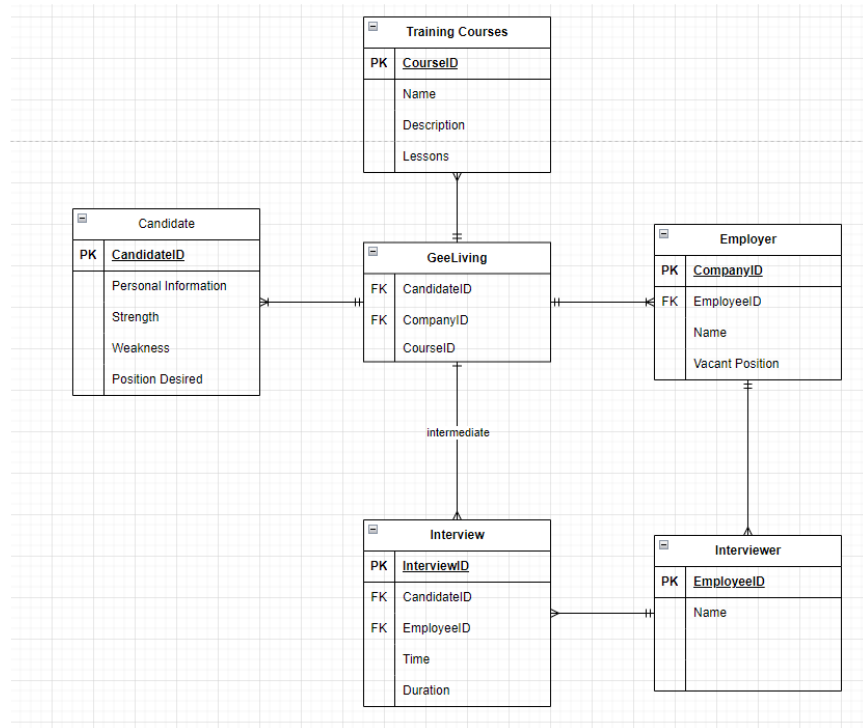 Training Courses
PK CourseID
Name
Description
Lessons
Candidate
PK CandidateID
Personal Information
Strength
Weakness
Position Desired
GeeLiving
FK CandidateID
FK CompanyID
CourseID
Employer
PK CompanyID
FK EmployeeID
Name
Vacant Position
intermediate
Interview
PK InterviewID
FK CandidateID
FK EmployeeID
Time
Duration
Interviewer
PK EmployeeID
Name